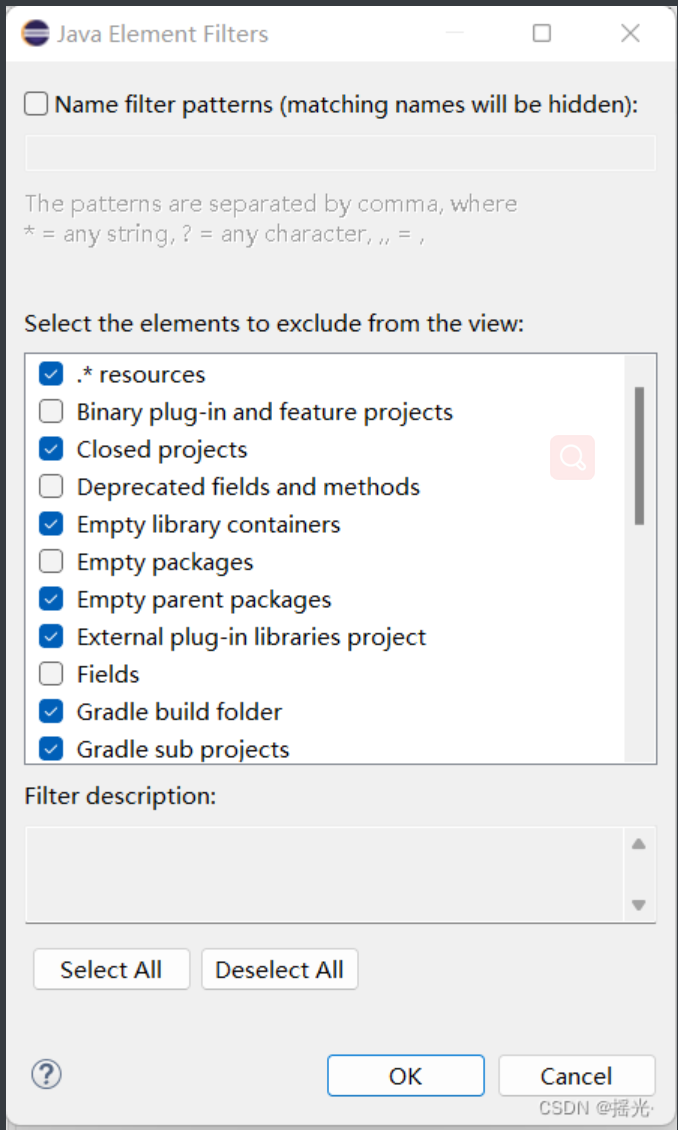 Java Element Filters
Name filter patterns (matching names will be hidden):
The patterns are separated by comma, where
* = any string, ? = any character, ,, = ,
Select the elements to exclude from the view:
.* resources
Binary plug-in and feature projects
Closed projects
Deprecated fields and methods
Empty library containers
Empty packages
Empty parent packages
External plug-in libraries project
Fields
Gradle build folder
Gradle sub projects
Filter description:
Select All
Deselect All
?
OK
Cancel
CSDN @摇光·